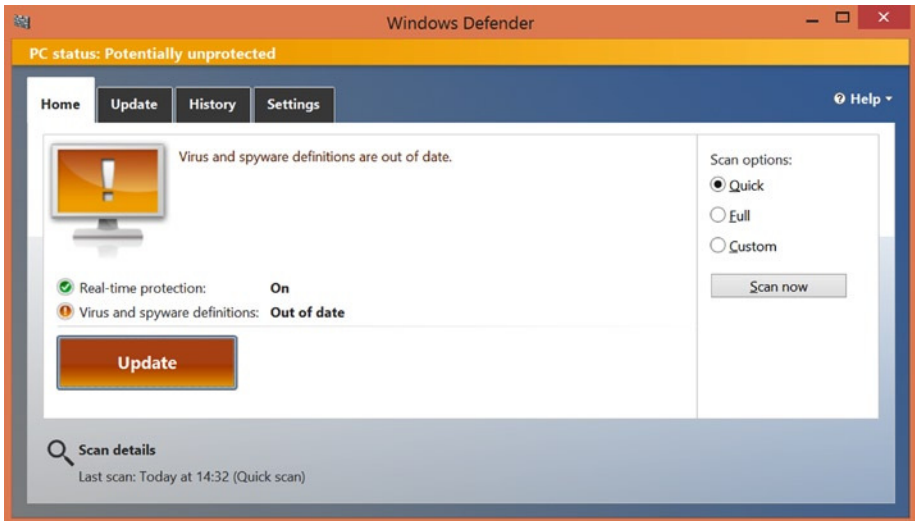 Windows Defender
PC status: Potentially unprotected
Home Update History Settings
Help
Virus and spyware definitions are out of date.
Real-time protection: On
Virus and spyware definitions: Out of date
Update
Scan options:
Quick
Full
Custom
Scan now
Scan details
Last scan: Today at 14:32 (Quick scan)